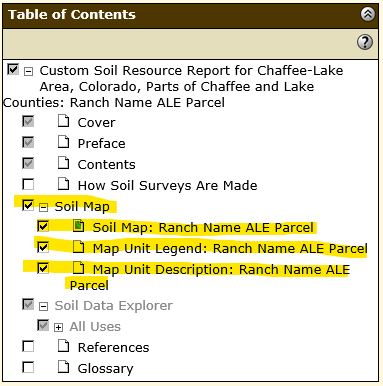 Table of Contents
Custom Soil Resource Report for Chaffee-Lake
Area, Colorado, Parts of Chaffee and Lake
Counties: Ranch Name ALE Parcel
Cover
Preface
Contents
How Soil Surveys Are Made
Soil Map
Soil Map: Ranch Name ALE Parcel
Map Unit Legend: Ranch Name ALE Parcel
Map Unit Description: Ranch Name ALE
Parcel
Soil Data Explorer
All Uses
References
Glossary